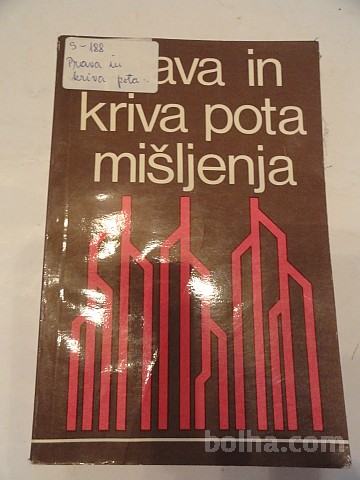 S-188
Prava in
kriva pota
ava in
kriva pota
mišljenja
bolha.com